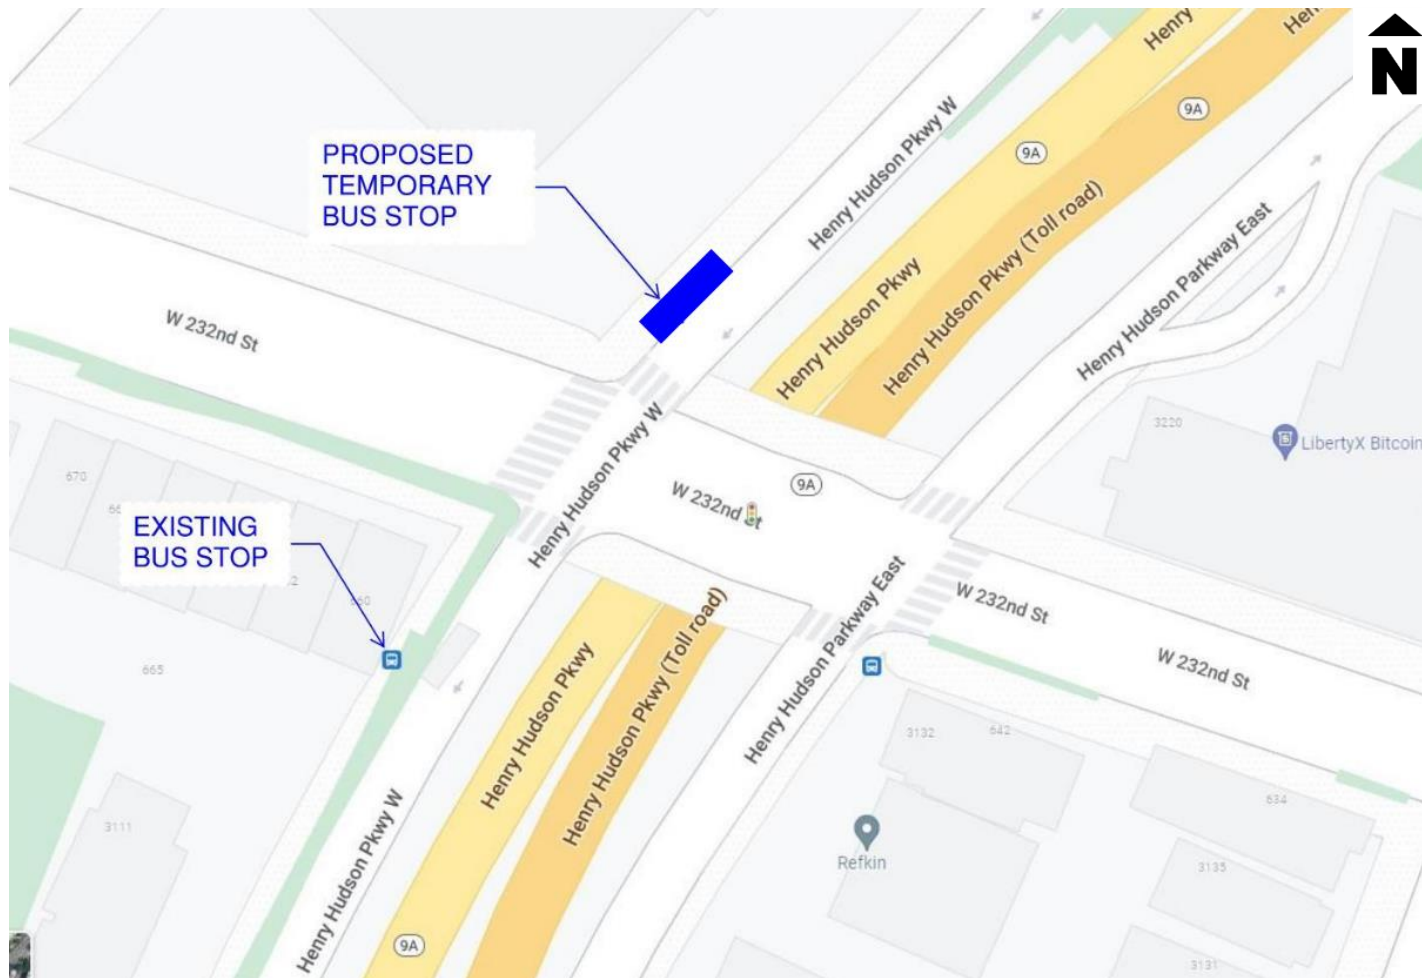 Henry
Hen
N
9A
Henry Hudson Pkwy W
9A
PROPOSED
TEMPORARY
BUS STOP
Henry Hudson Pkwy (Toll road)
Henry Hudson Parkway East
Henry Hudson Pkwy
W 232nd St
3220
LibertyX Bitcoin
Henry Hudson Pkwy W
9A
W 232nd St
670
EXISTING
BUS STOP
2
660
Henry Hudson Parkway East
W 232nd St
W 232nd St
665
Henry Hudson Pkwy
Henry Hudson Pkwy (Toll road)
3132
642
634
3111
Refkin
3135
Henry Hudson Pkwy W
9A
3131